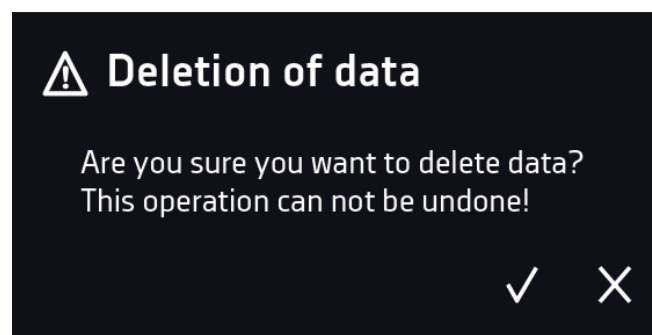 Deletion of data
Are you sure you want to delete data?
This operation can not be undone!